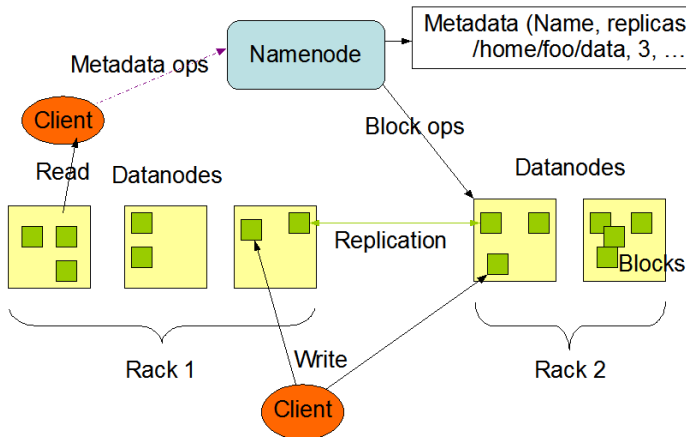 Metadata (Name, replicas
/home/foo/data, 3, ...
Namenode
Metadata ops
Client
Block ops
Read
Datanodes
Datanodes
Replication
Blocks
Rack 1
Write
Rack 2
Client